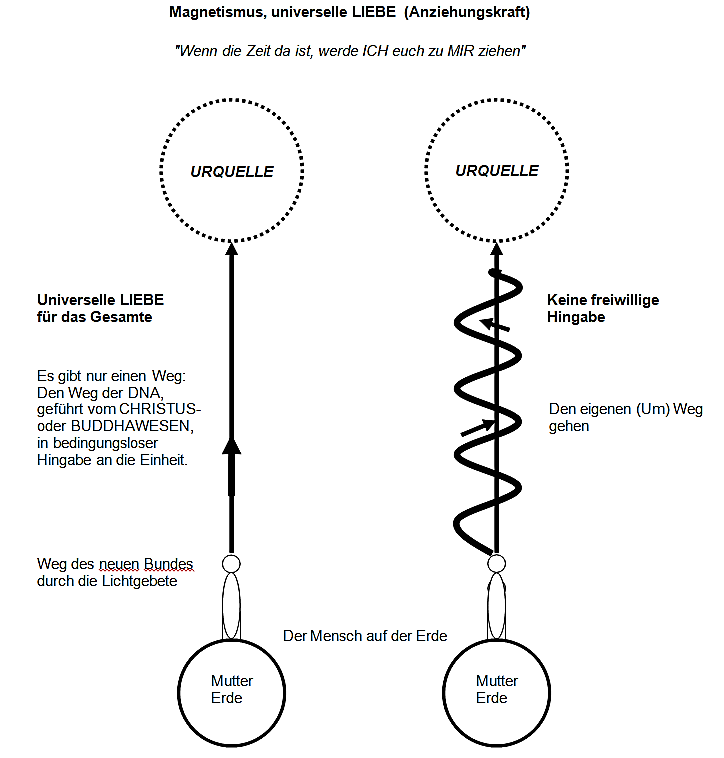 Magnetismus, universelle LIEBE (Anziehungskraft)
"Wenn die Zeit da ist, werde ICH euch zu MIR ziehen"
URQUELLE
URQUELLE
Universelle LIEBE
für das Gesamte
Keine freiwillige
Hingabe
Es gibt nur einen Weg:
Den Weg der DNA,
geführt vom CHRISTUS-
oder BUDDHAWESEN,
in bedingungsloser
Hingabe an die Einheit.
Den eigenen (Um) Weg
gehen
Weg des neuen Bundes
durch die Lichtgebete
Der Mensch auf der Erde
Mutter
Erde
Mutter
Erde